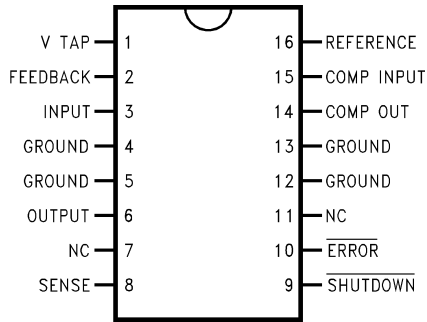 V TAP 1 16 REFERENCE
FEEDBACK 2 15 COMP INPUT
INPUT 3 14 COMP OUT
GROUND 4 13 GROUND
GROUND 5 12 GROUND
OUTPUT 6 11 NC
NC 7 10 ERROR
SENSE 8 9 SHUTDOWN